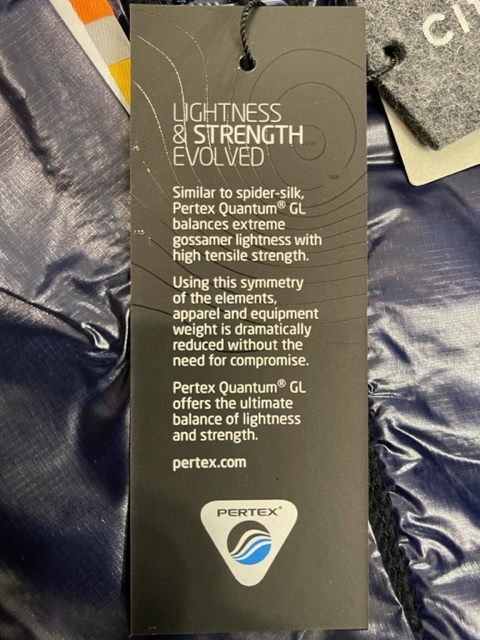 CIT
LIGHTNESS
& STRENGTH
EVOLVED
Similar to spider-silk,
Pertex Quantum® GL
balances extreme
gossamer lightness with
high tensile strength.
Using this symmetry
of the elements,
apparel and equipment
weight is dramatically
reduced without the
need for compromise.
Pertex Quantum® GL
offers the ultimate
balance of lightness
and strength.
pertex.com
PERTEX®